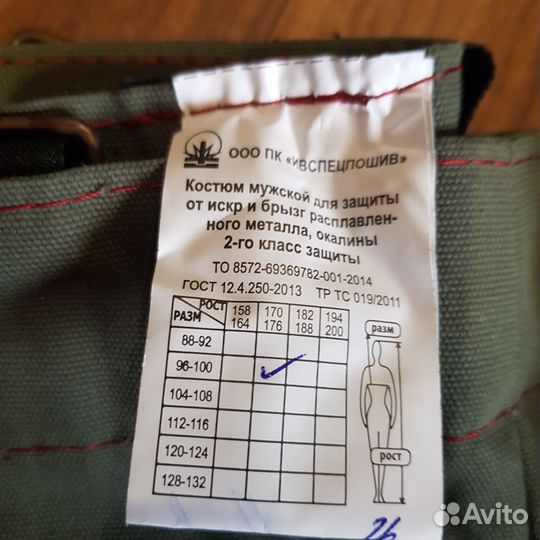 ООО ПК «ИВСПЕЦПОШИВ»
Костюм мужской для защиты
от искр и брызг расплавлен-
ного металла, окалины
2-го класс защиты
ТО 8572-69369782-001-2014
ГОСТ 12.4.250-2013 ТР ТС 019/2011
РОСТ 158 170 182 194
РАЗМ 164 176 188 200
88-92
96-100
104-108
112-116
120-124
128-132
разм
рост
26
Avito